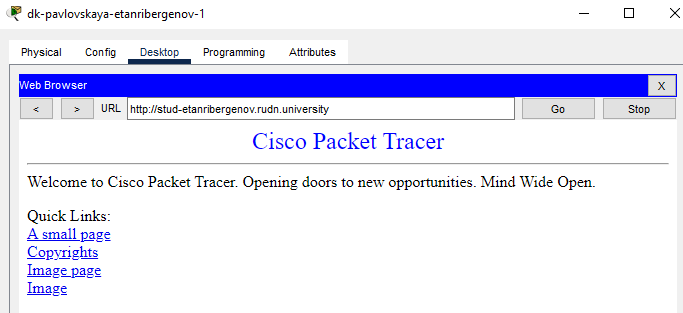 dk-pavlovskaya-etanribergenov-1
Physical Config Desktop Programming Attributes
Web Browser X
< > URL http://stud-etanribergenov.rudn.university Go Stop
Cisco Packet Tracer
Welcome to Cisco Packet Tracer. Opening doors to new opportunities. Mind Wide Open.
Quick Links:
A small page
Copyrights
Image page
Image